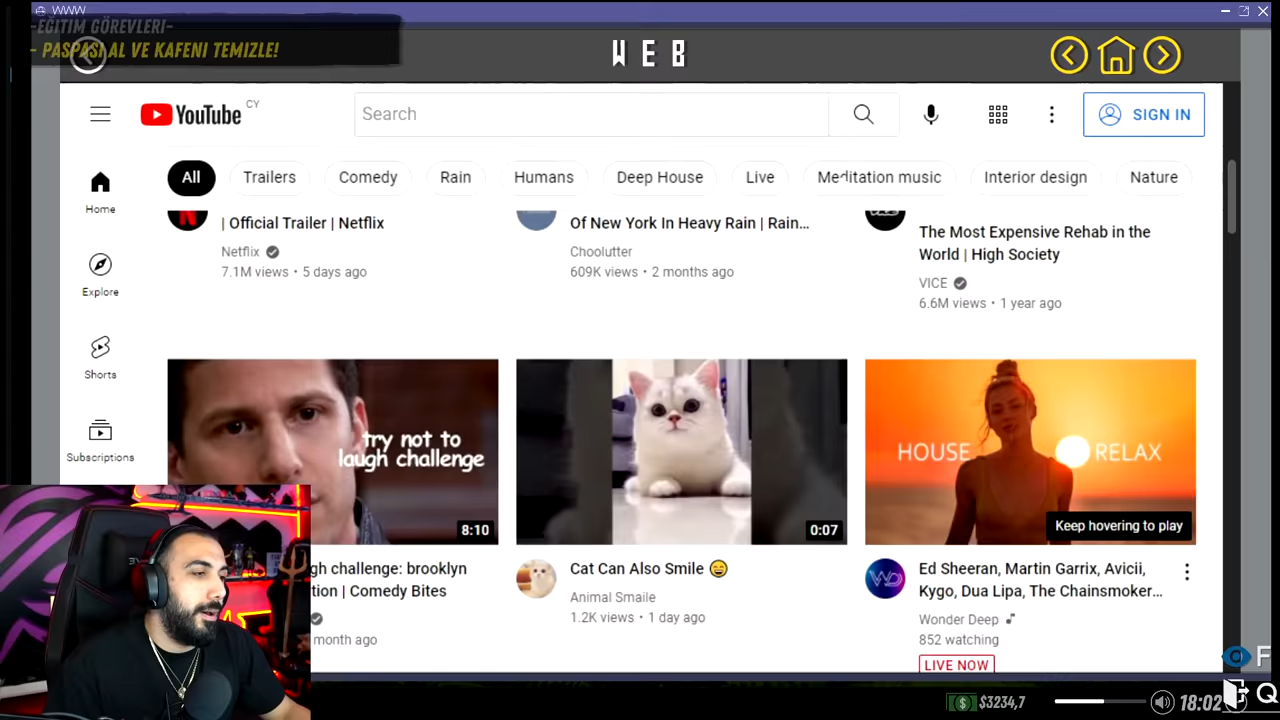 WWW
-EĞİTİM GÖREVLERİ-
- PASPASI AL VE KAFENİ TEMİZLE!
WEB
YouTube CY
Search
SIGN IN
All Trailers Comedy Rain Humans Deep House Live Meditation music Interior design Nature
Home
Explore
Shorts
Subscriptions
| Official Trailer | Netflix
Netflix
7.1M views • 5 days ago
Of New York In Heavy Rain | Rain...
Choolutter
609K views • 2 months ago
The Most Expensive Rehab in the
World | High Society
VICE
6.6M views • 1 year ago
try not to
laugh challenge
8:10
0:07
HOUSE RELAX
Keep hovering to play
gh challenge: brooklyn
tion | Comedy Bites
month ago
Cat Can Also Smile 😄
Animal Smaile
1.2K views • 1 day ago
WD
Ed Sheeran, Martin Garrix, Avicii,
Kygo, Dua Lipa, The Chainsmoker...
Wonder Deep
852 watching
LIVE NOW
F
Q
$3234,7
18:02